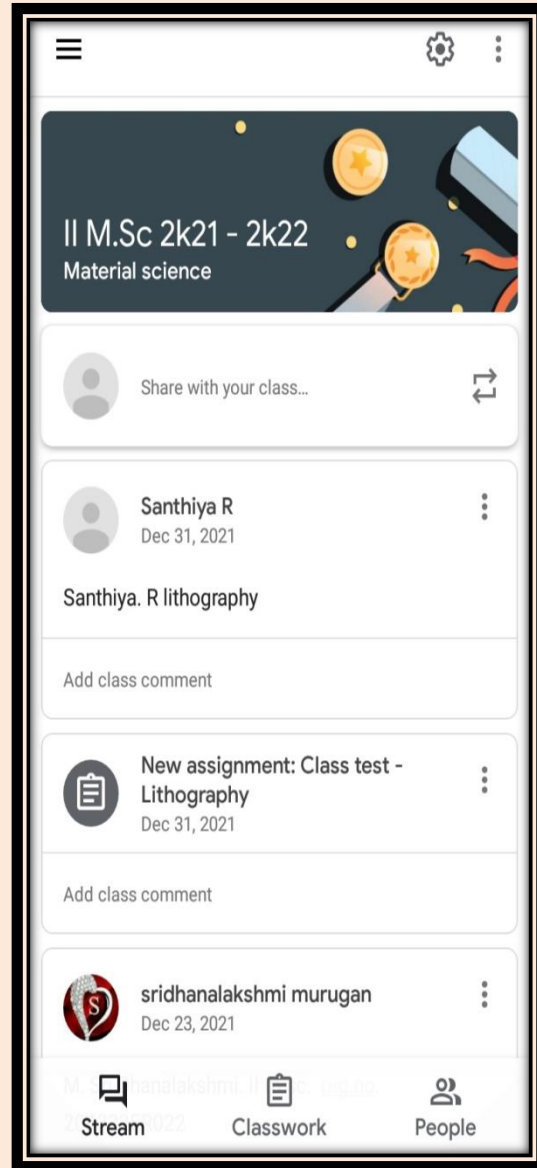 II M.Sc 2k21 - 2k22
Material science
Share with your class...
Santhiya R
Dec 31, 2021
Santhiya. R lithography
Add class comment
New assignment: Class test -
Lithography
Dec 31, 2021
Add class comment
S
sridhanalakshmi murugan
Dec 23, 2021
Stream
Classwork
People